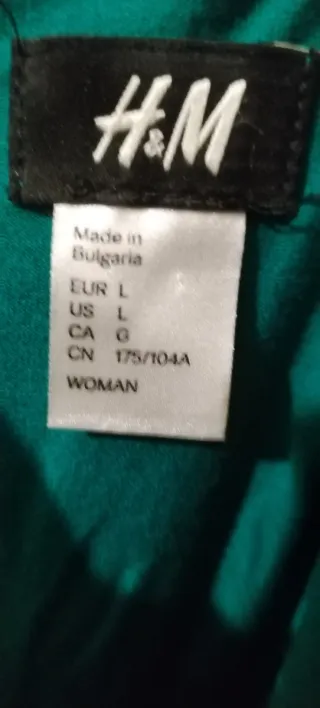 H&M
Made in
Bulgaria
EUR L
US L
CA G
CN 175/104A
WOMAN